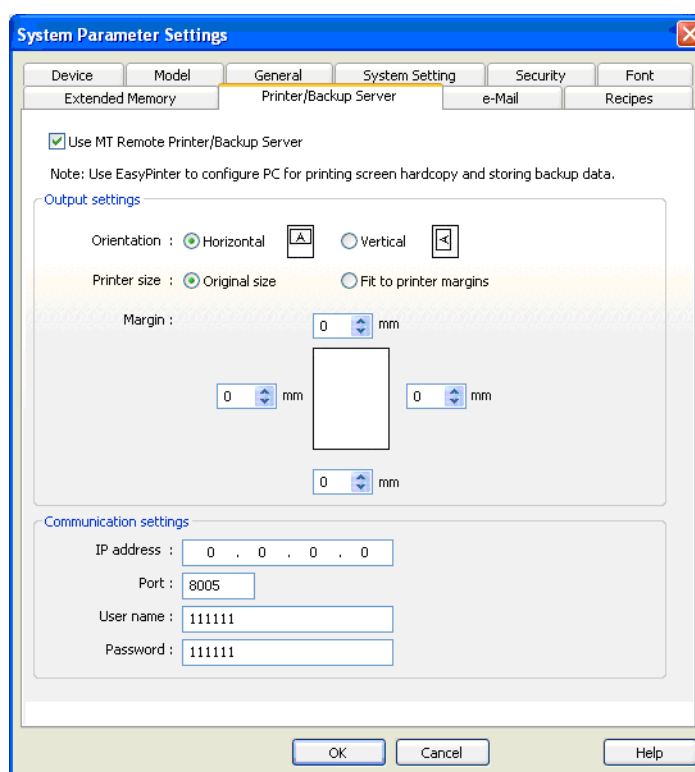 System Parameter Settings
Device Model General System Setting Security Font
Extended Memory Printer/Backup Server e-Mail Recipes
Use MT Remote Printer/Backup Server
Note: Use EasyPinter to configure PC for printing screen hardcopy and storing backup data.
Output settings
Orientation : Horizontal A Vertical A
Printer size : Original size Fit to printer margins
Margin :
0 mm
0 mm 0 mm
0 mm
Communication settings
IP address : 0 . 0 . 0 . 0
Port : 8005
User name : 111111
Password : 111111
OK Cancel Help